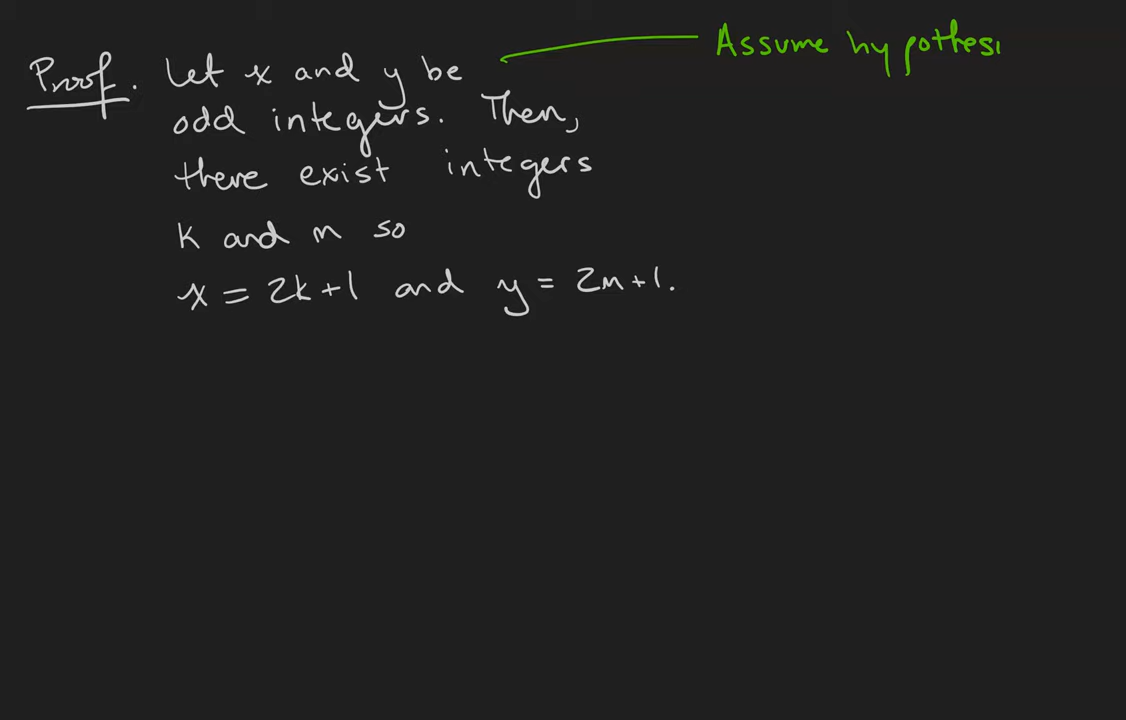 Proof. Let x and y be
odd integers. Then,
there exist integers
k and m so
x = 2k+1 and y = 2m+1.
Assume hypothesi